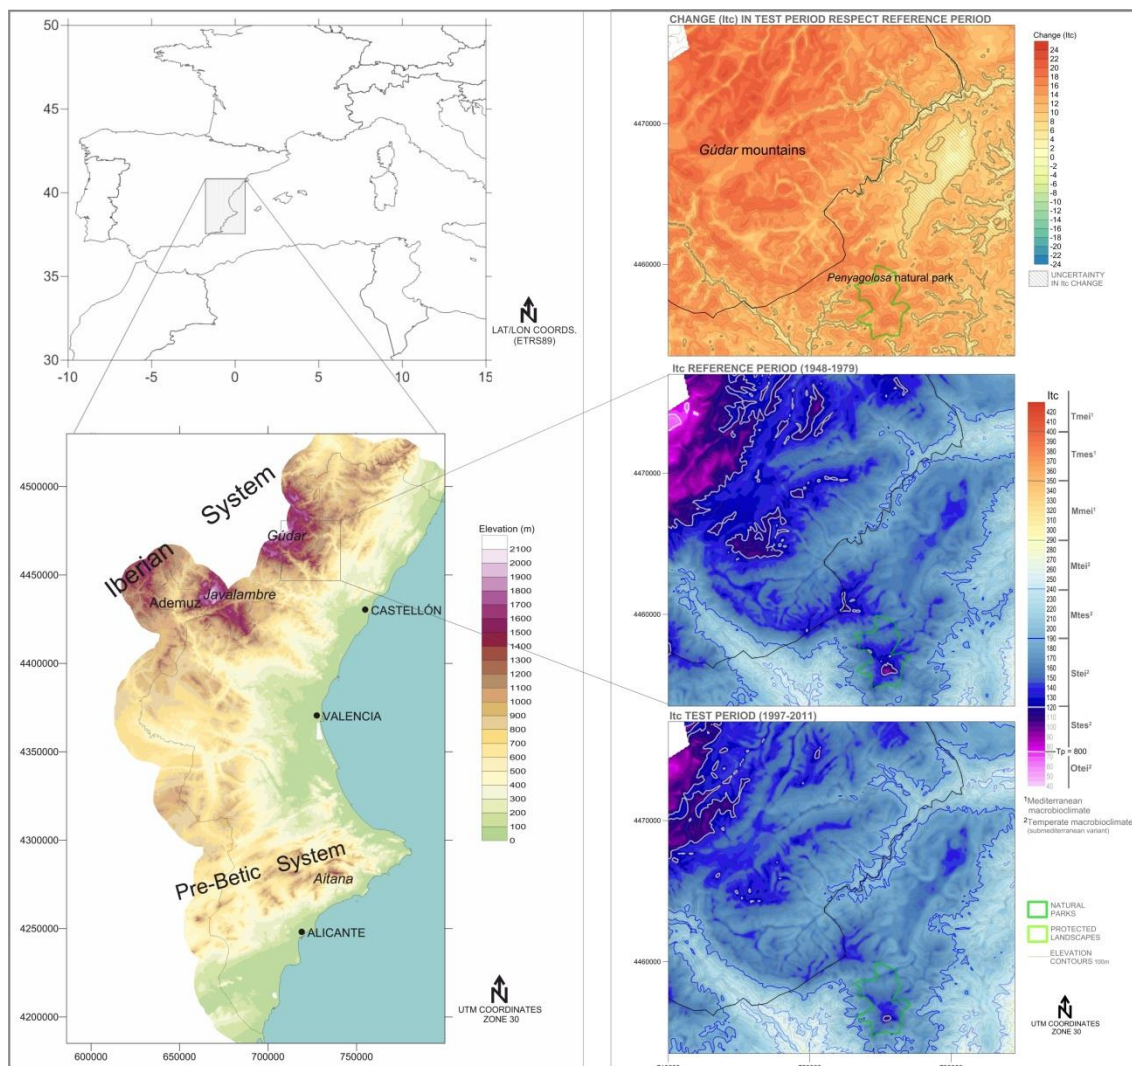 50
45
40
35
30
-10
-5
0
5
10
15
N
LAT/LON COORDS.
(ETRS89)
4500000
4450000
4400000
4350000
4300000
4250000
4200000
600000
650000
700000
750000
Iberian
System
Gúdar
Javalambre
Ademuz
CASTELLÓN
VALENCIA
Pre-Betic System
Aitana
ALICANTE
Elevation (m)
2100
2000
1900
1800
1700
1600
1500
1400
1300
1200
1100
1000
900
800
700
600
500
400
300
200
100
0
N
UTM COORDINATES
ZONE 30
CHANGE (Itc) IN TEST PERIOD RESPECT REFERENCE PERIOD
4470000
4460000
Gúdar mountains
Penyagolosa natural park
Change (Itc)
24
22
20
18
16
14
12
10
8
6
4
2
0
-2
-4
-6
-8
-10
-12
-14
-16
-18
-20
-22
-24
UNCERTAINTY
IN Itc CHANGE
Itc REFERENCE PERIOD (1948-1979)
4470000
4460000
Itc
420
410
400
390
380
370
360
350
340
330
320
310
300
290
280
270
260
250
240
230
220
210
200
190
180
170
160
150
140
130
120
110
100
90
80
70
60
50
40
Tmei¹
Tmes¹
Mmei¹
Mtei²
Mtes²
Stei²
Stes²
Tp = 800
Otei²
¹Mediterranean
macrobioclimate
²Temperate macrobioclimate
(submediterranean variant)
Itc TEST PERIOD (1997-2011)
4470000
4460000
NATURAL
PARKS
PROTECTED
LANDSCAPES
ELEVATION
CONTOURS 100m
N
UTM COORDINATES
ZONE 30